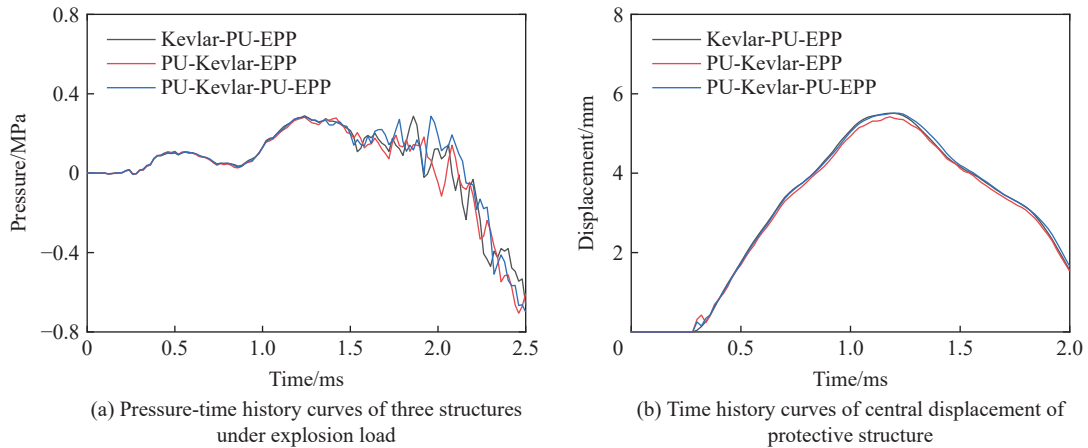 0.8
0.4
0
−0.4
−0.8
Pressure/MPa
Kevlar-PU-EPP
PU-Kevlar-EPP
PU-Kevlar-PU-EPP
0 0.5 1.0 1.5 2.0 2.5
Time/ms
(a) Pressure-time history curves of three structures
under explosion load
8
6
4
2
Displacement/mm
Kevlar-PU-EPP
PU-Kevlar-EPP
PU-Kevlar-PU-EPP
0 0.5 1.0 1.5 2.0
Time/ms
(b) Time history curves of central displacement of
protective structure